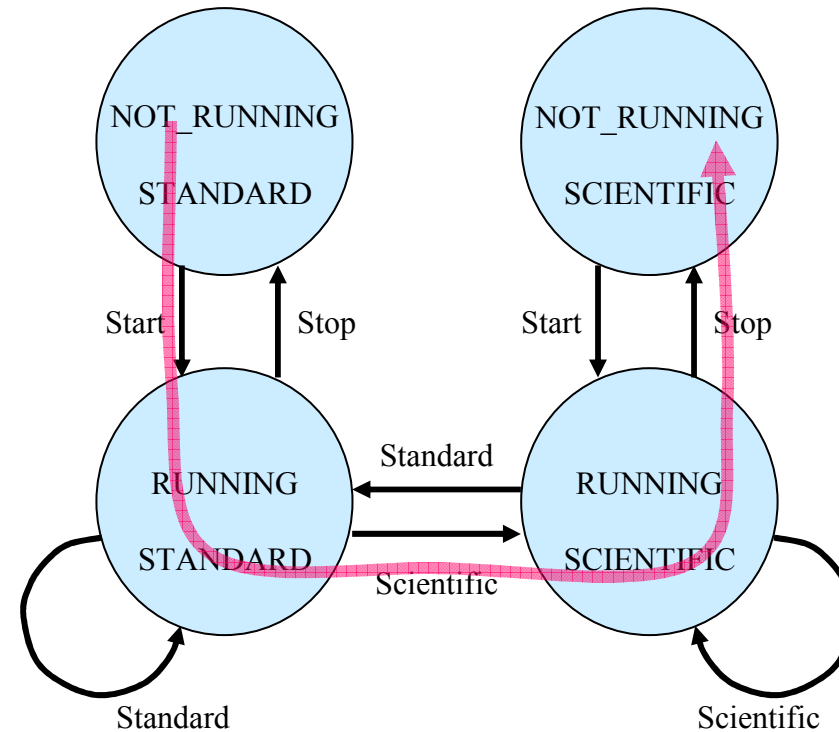 NOT_RUNNING
STANDARD
NOT_RUNNING
SCIENTIFIC
Start
Stop
Start
Stop
Standard
RUNNING
STANDARD
RUNNING
SCIENTIFIC
Scientific
Standard
Scientific